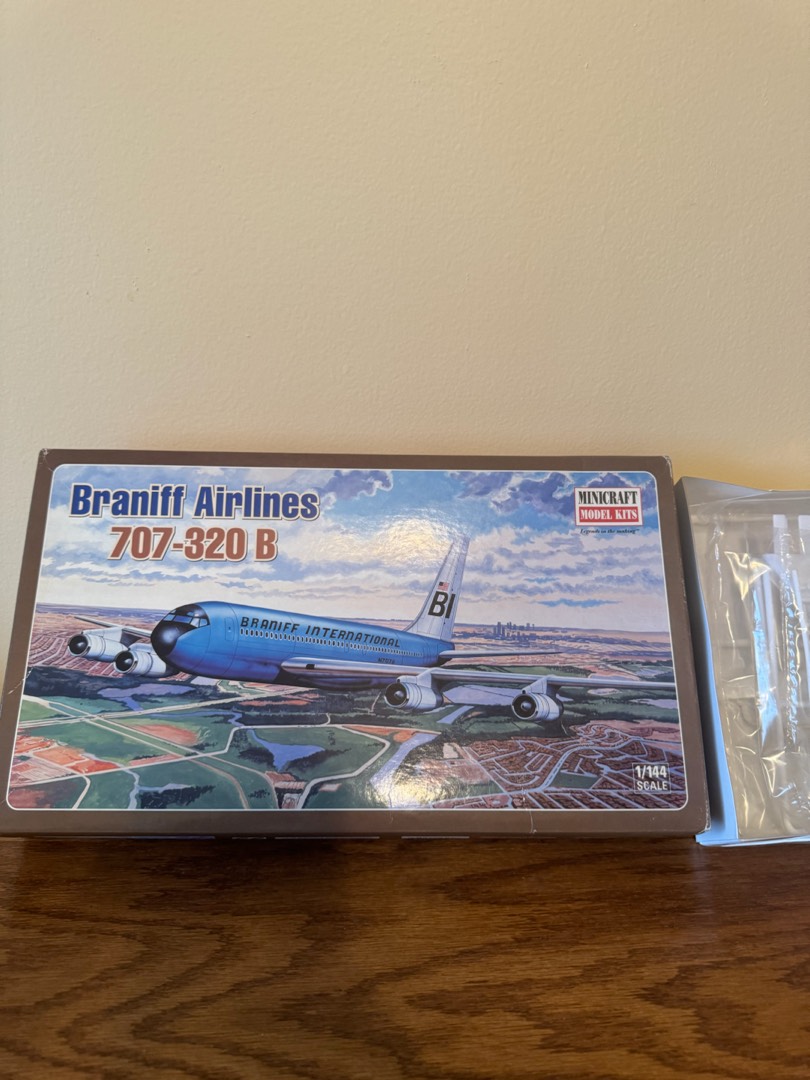 Braniff Airlines
707-320 B
MINICRAFT
MODEL KITS
BI
BRANIFF INTERNATIONAL
1/144
SCALE